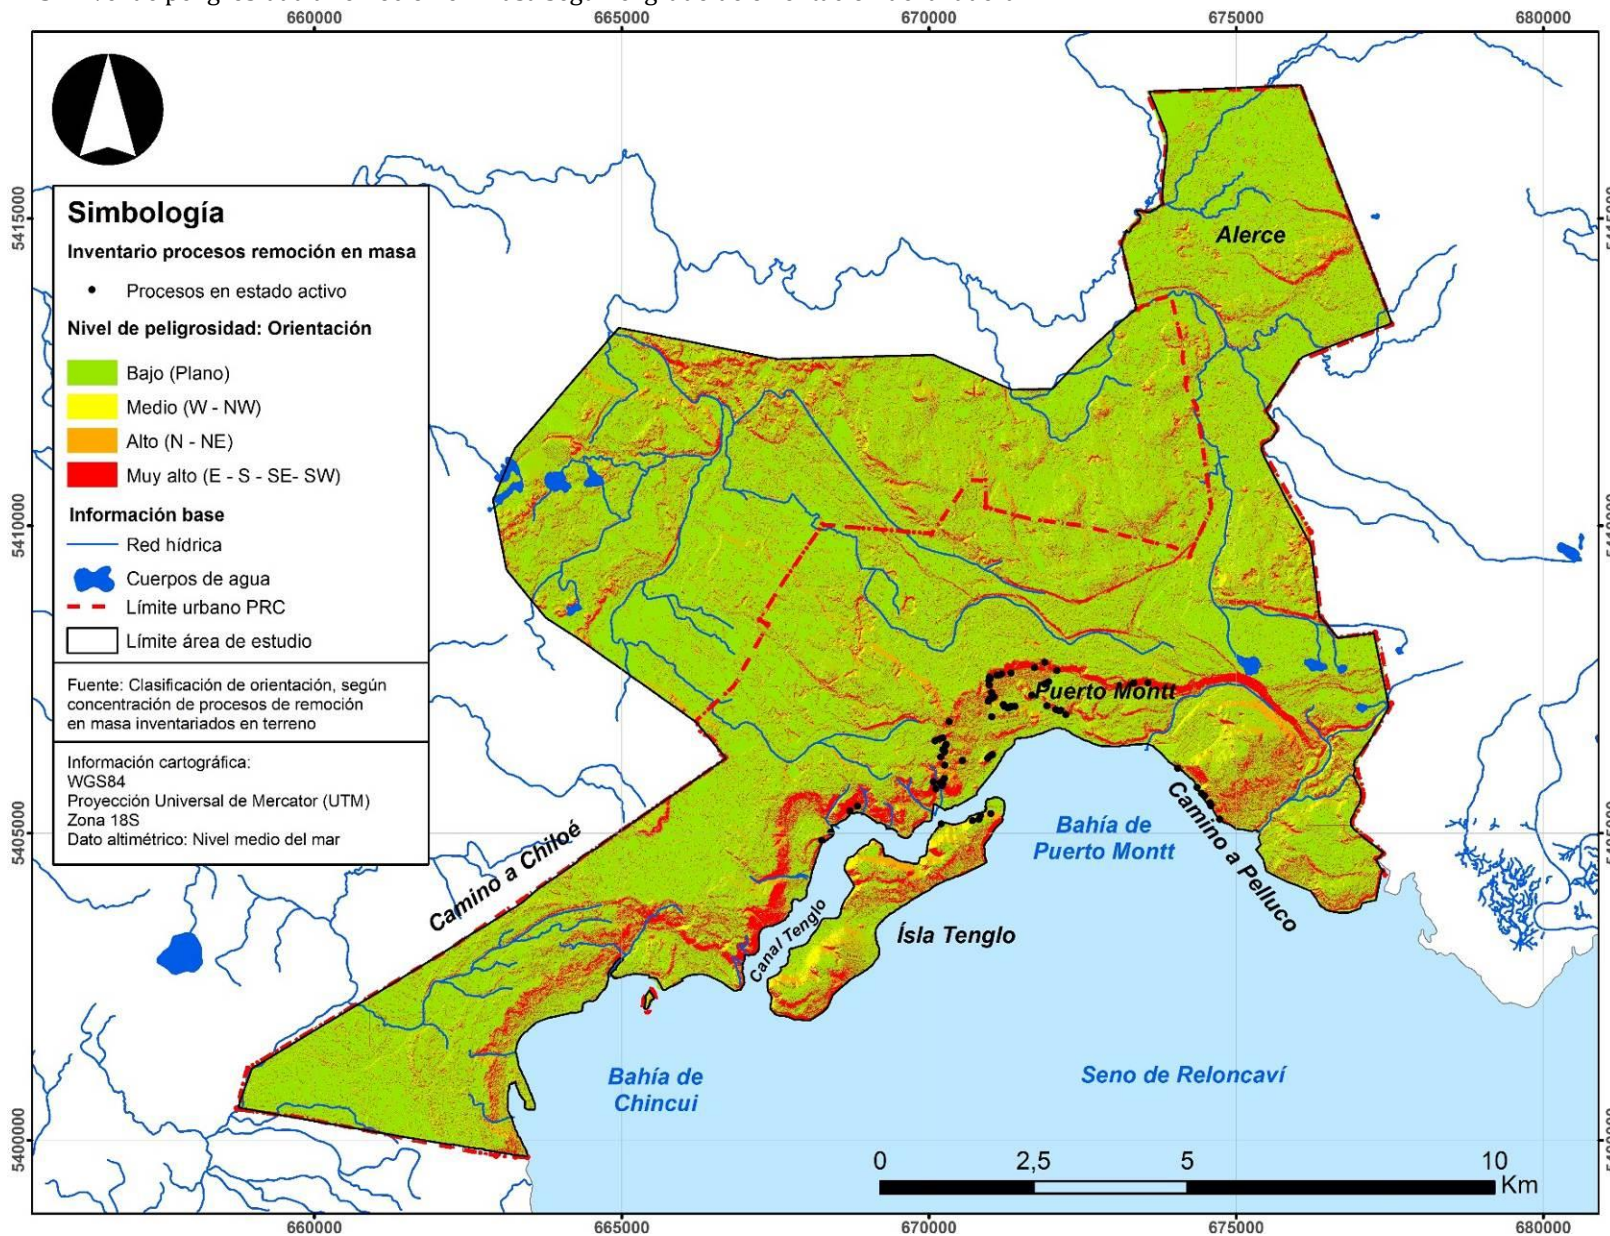 660000
665000
670000
675000
680000
Simbología
Inventario procesos remoción en masa
Procesos en estado activo
Nivel de peligrosidad: Orientación
Bajo (Plano)
Medio (W - NW)
Alto (N - NE)
Muy alto (E - S - SE- SW)
Información base
Red hídrica
Cuerpos de agua
Límite urbano PRC
Límite área de estudio
Fuente: Clasificación de orientación, según
concentración de procesos de remoción
en masa inventariados en terreno
Información cartográfica:
WGS84
Proyección Universal de Mercator (UTM)
Zona 18S
Dato altimétrico: Nivel medio del mar
5415000
5410000
5405000
5400000
Alerce
Puerto Montt
Camino a Chiloé
Canal Tenglo
Ísla Tenglo
Bahía de
Puerto Montt
Camino a Pelluco
Bahía de
Chincui
Seno de Reloncaví
0
2,5
5
10
Km
660000
665000
670000
675000
680000